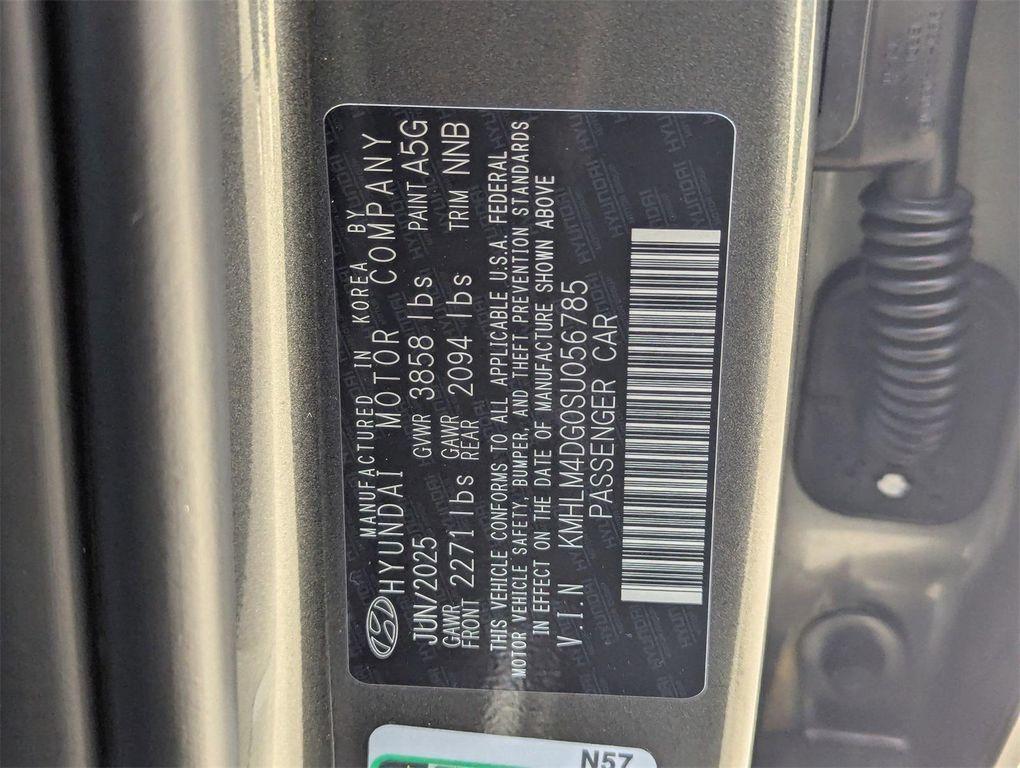 MANUFACTURED IN KOREA BY
HYUNDAI MOTOR COMPANY
JUN/2025 GVWR 3858 lbs PAINT A5G
GAWR FRONT 2271 lbs GAWR REAR 2094 lbs TRIM NNB
THIS VEHICLE CONFORMS TO ALL APPLICABLE U.S.A. FEDERAL
MOTOR VEHICLE SAFETY, BUMPER, AND THEFT PREVENTION STANDARDS
IN EFFECT ON THE DATE OF MANUFACTURE SHOWN ABOVE
V.I.N KMHLM4DG0SU056785
PASSENGER CAR
N57